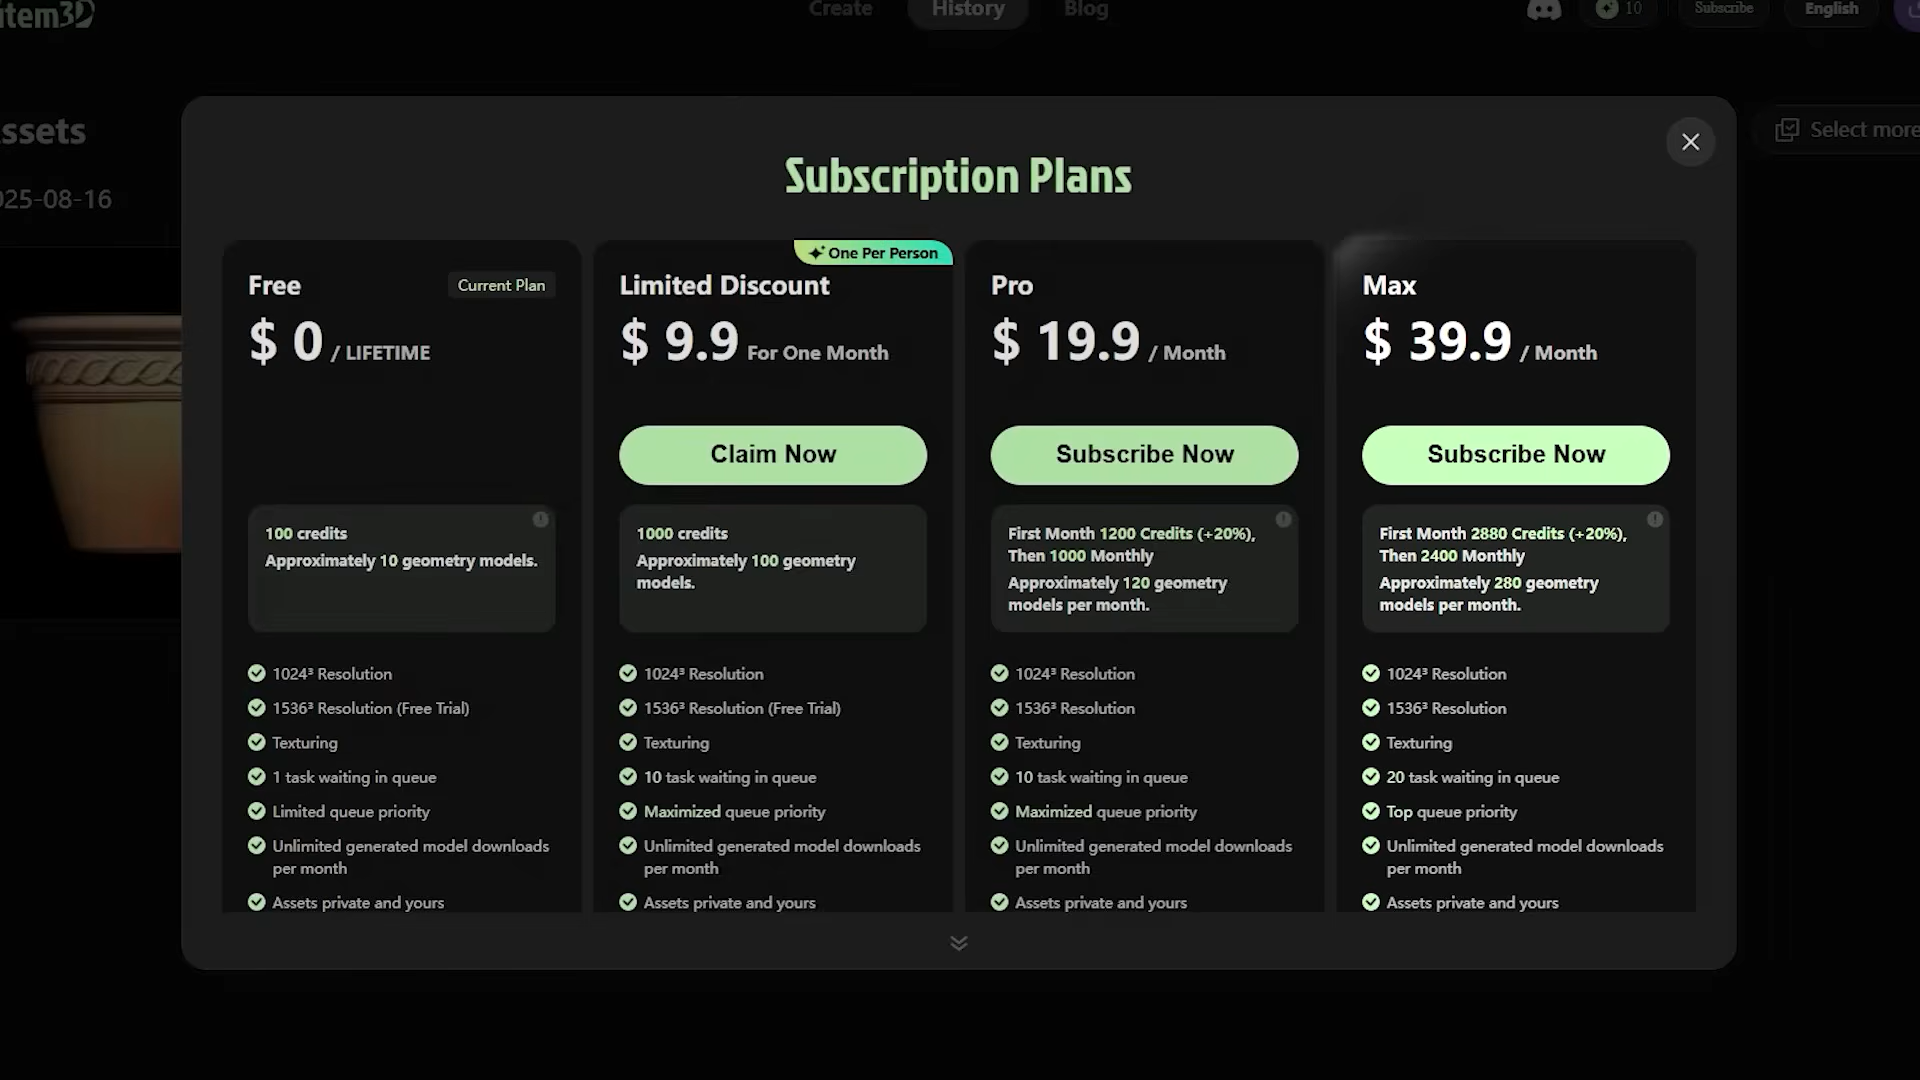 item3D
Create
History
Blog
10
Subscribe
English
ssets
Select more
025-08-16
Subscription Plans
Free
Current Plan
$ 0 / LIFETIME
100 credits
Approximately 10 geometry models.
1024³ Resolution
1536³ Resolution (Free Trial)
Texturing
1 task waiting in queue
Limited queue priority
Unlimited generated model downloads
per month
Assets private and yours
One Per Person
Limited Discount
$ 9.9 For One Month
Claim Now
1000 credits
Approximately 100 geometry
models.
1024³ Resolution
1536³ Resolution (Free Trial)
Texturing
10 task waiting in queue
Maximized queue priority
Unlimited generated model downloads
per month
Assets private and yours
Pro
$ 19.9 / Month
Subscribe Now
First Month 1200 Credits (+20%),
Then 1000 Monthly
Approximately 120 geometry
models per month.
1024³ Resolution
1536³ Resolution
Texturing
10 task waiting in queue
Maximized queue priority
Unlimited generated model downloads
per month
Assets private and yours
Max
$ 39.9 / Month
Subscribe Now
First Month 2880 Credits (+20%),
Then 2400 Monthly
Approximately 280 geometry
models per month.
1024³ Resolution
1536³ Resolution
Texturing
20 task waiting in queue
Top queue priority
Unlimited generated model downloads
per month
Assets private and yours